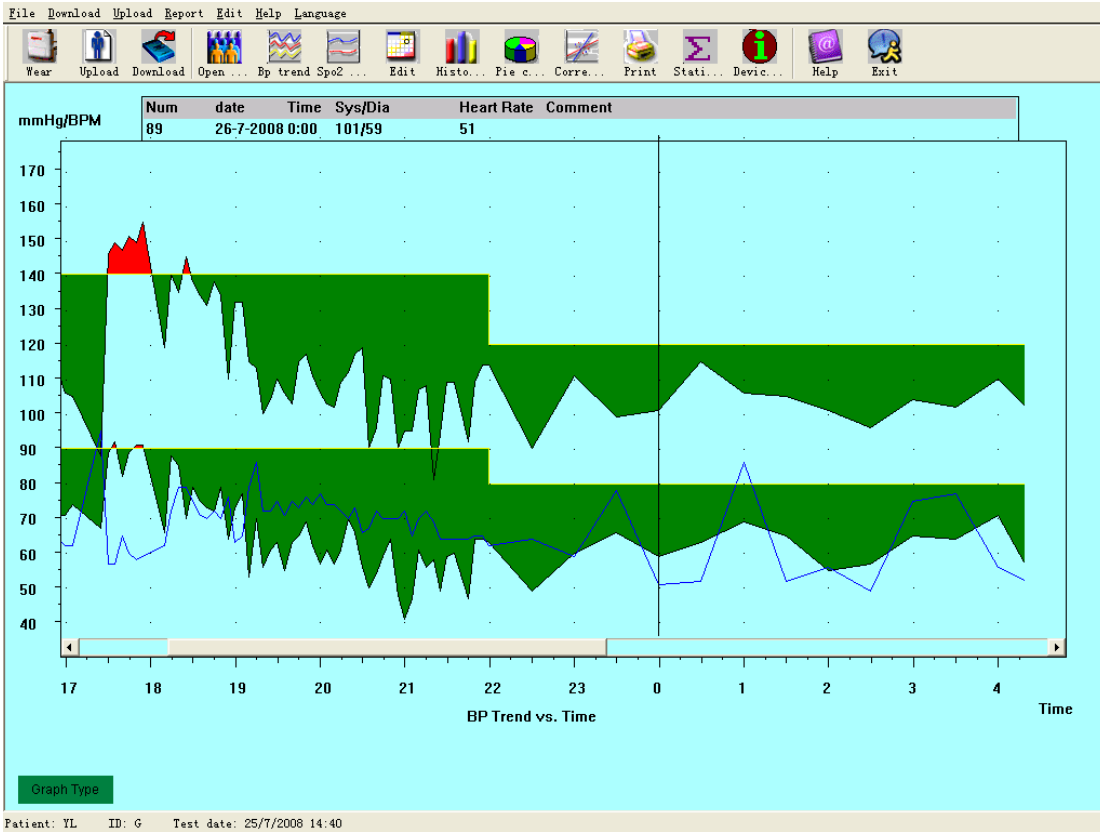 File Download Upload Report Edit Help Language
Wear Upload Download Open ... Bp trend Spo2 ... Edit Histo... Pie c... Corre... Print Stati... Devic... Help Exit
mmHg/BPM
Num date Time Sys/Dia Heart Rate Comment
89 26-7-2008 0:00 101/59 51
170
160
150
140
130
120
110
100
90
80
70
60
50
40
17 18 19 20 21 22 23 0 1 2 3 4
Time
BP Trend vs. Time
Graph Type
Patient: YL ID: G Test date: 25/7/2008 14:40